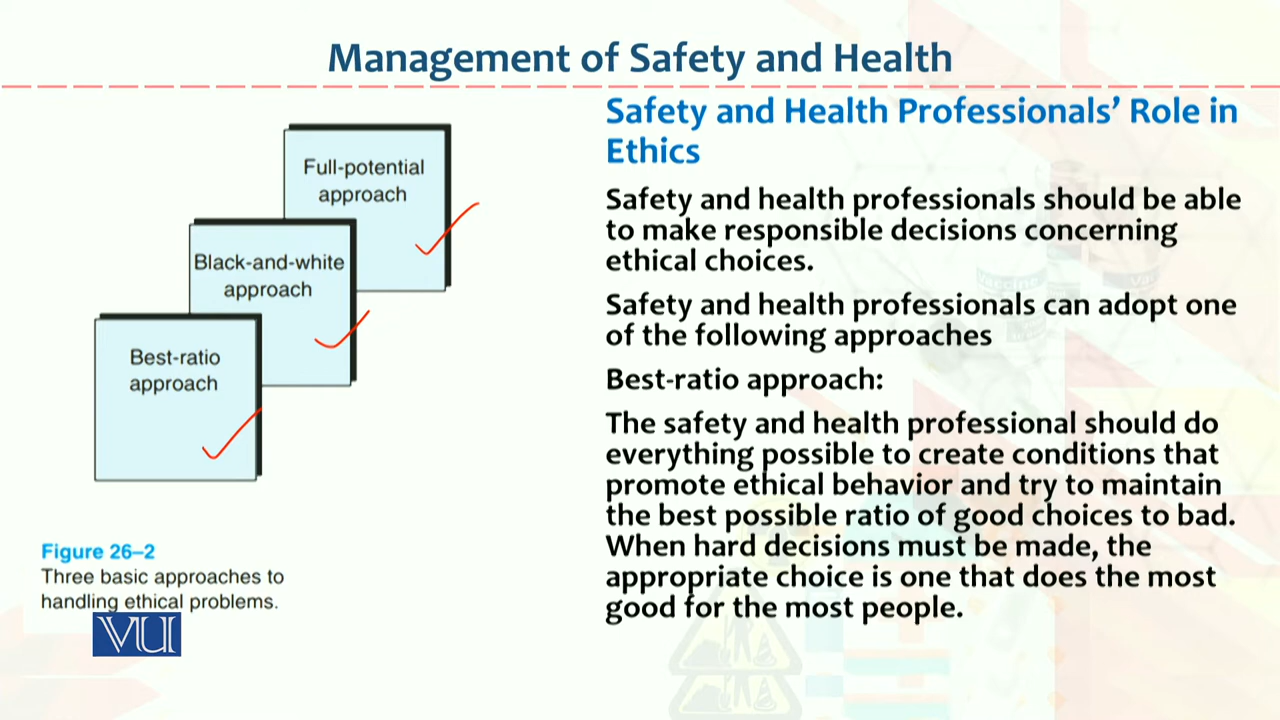 Management of Safety and Health
Full-potential
approach
Black-and-white
approach
Best-ratio
approach
Figure 26–2
Three basic approaches to
handling ethical problems.
VU
Safety and Health Professionals’ Role in
Ethics
Safety and health professionals should be able
to make responsible decisions concerning
ethical choices.
Safety and health professionals can adopt one
of the following approaches
Best-ratio approach:
The safety and health professional should do
everything possible to create conditions that
promote ethical behavior and try to maintain
the best possible ratio of good choices to bad.
When hard decisions must be made, the
appropriate choice is one that does the most
good for the most people.